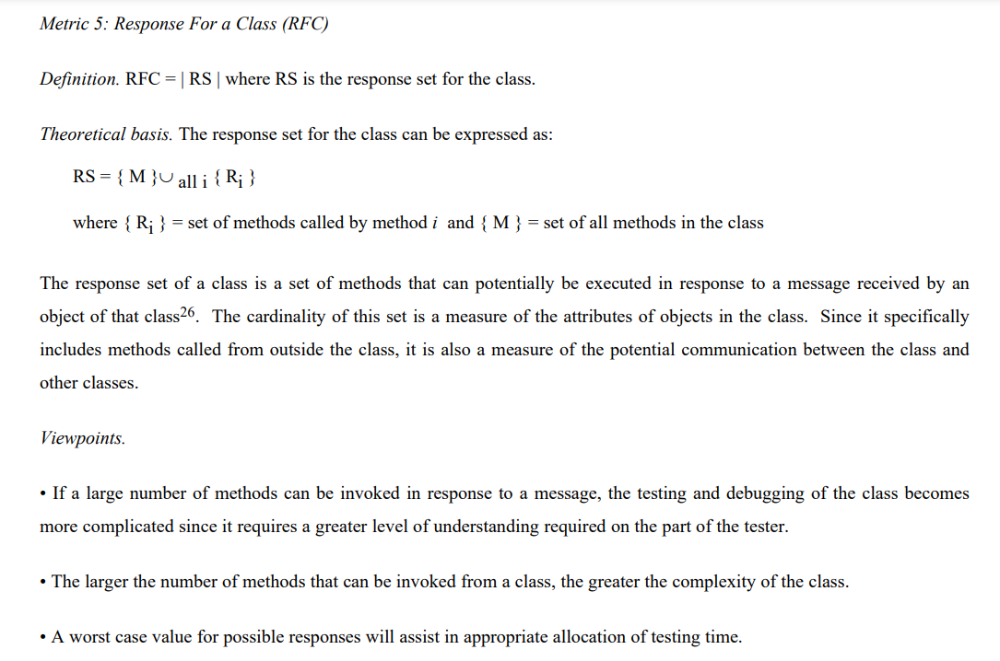 Metric 5: Response For a Class (RFC)
Definition. RFC = | RS | where RS is the response set for the class.
Theoretical basis. The response set for the class can be expressed as:
RS = { M }∪ all i { Ri }
where { Ri } = set of methods called by method i and { M } = set of all methods in the class
The response set of a class is a set of methods that can potentially be executed in response to a message received by an
object of that class26. The cardinality of this set is a measure of the attributes of objects in the class. Since it specifically
includes methods called from outside the class, it is also a measure of the potential communication between the class and
other classes.
Viewpoints.
• If a large number of methods can be invoked in response to a message, the testing and debugging of the class becomes
more complicated since it requires a greater level of understanding required on the part of the tester.
• The larger the number of methods that can be invoked from a class, the greater the complexity of the class.
• A worst case value for possible responses will assist in appropriate allocation of testing time.